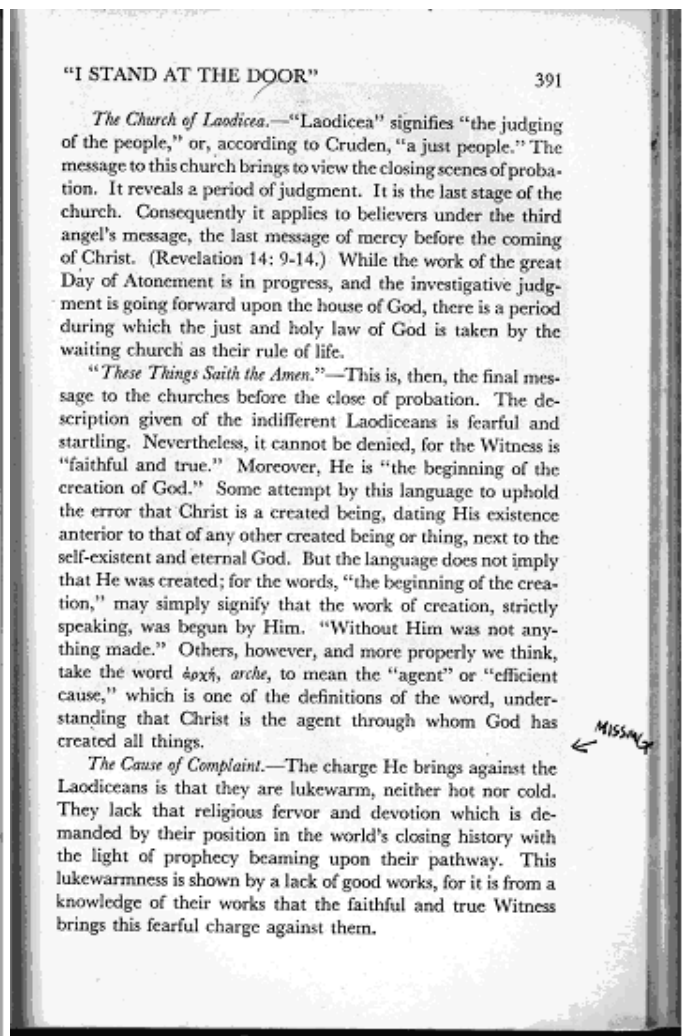 "I STAND AT THE DOOR" 391
The Church of Laodicea.—"Laodicea" signifies "the judging
of the people," or, according to Cruden, "a just people." The
message to this church brings to view the closing scenes of proba-
tion. It reveals a period of judgment. It is the last stage of the
church. Consequently it applies to believers under the third
angel's message, the last message of mercy before the coming
of Christ. (Revelation 14: 9-14.) While the work of the great
Day of Atonement is in progress, and the investigative judg-
ment is going forward upon the house of God, there is a period
during which the just and holy law of God is taken by the
waiting church as their rule of life.
"These Things Saith the Amen."—This is, then, the final mes-
sage to the churches before the close of probation. The de-
scription given of the indifferent Laodiceans is fearful and
startling. Nevertheless, it cannot be denied, for the Witness is
"faithful and true." Moreover, He is "the beginning of the
creation of God." Some attempt by this language to uphold
the error that Christ is a created being, dating His existence
anterior to that of any other created being or thing, next to the
self-existent and eternal God. But the language does not imply
that He was created; for the words, "the beginning of the crea-
tion," may simply signify that the work of creation, strictly
speaking, was begun by Him. "Without Him was not any-
thing made." Others, however, and more properly we think,
take the word ἀρχή, arche, to mean the "agent" or "efficient
cause," which is one of the definitions of the word, under-
standing that Christ is the agent through whom God has
created all things.
MISSING
The Cause of Complaint.—The charge He brings against the
Laodiceans is that they are lukewarm, neither hot nor cold.
They lack that religious fervor and devotion which is de-
manded by their position in the world's closing history with
the light of prophecy beaming upon their pathway. This
lukewarmness is shown by a lack of good works, for it is from a
knowledge of their works that the faithful and true Witness
brings this fearful charge against them.